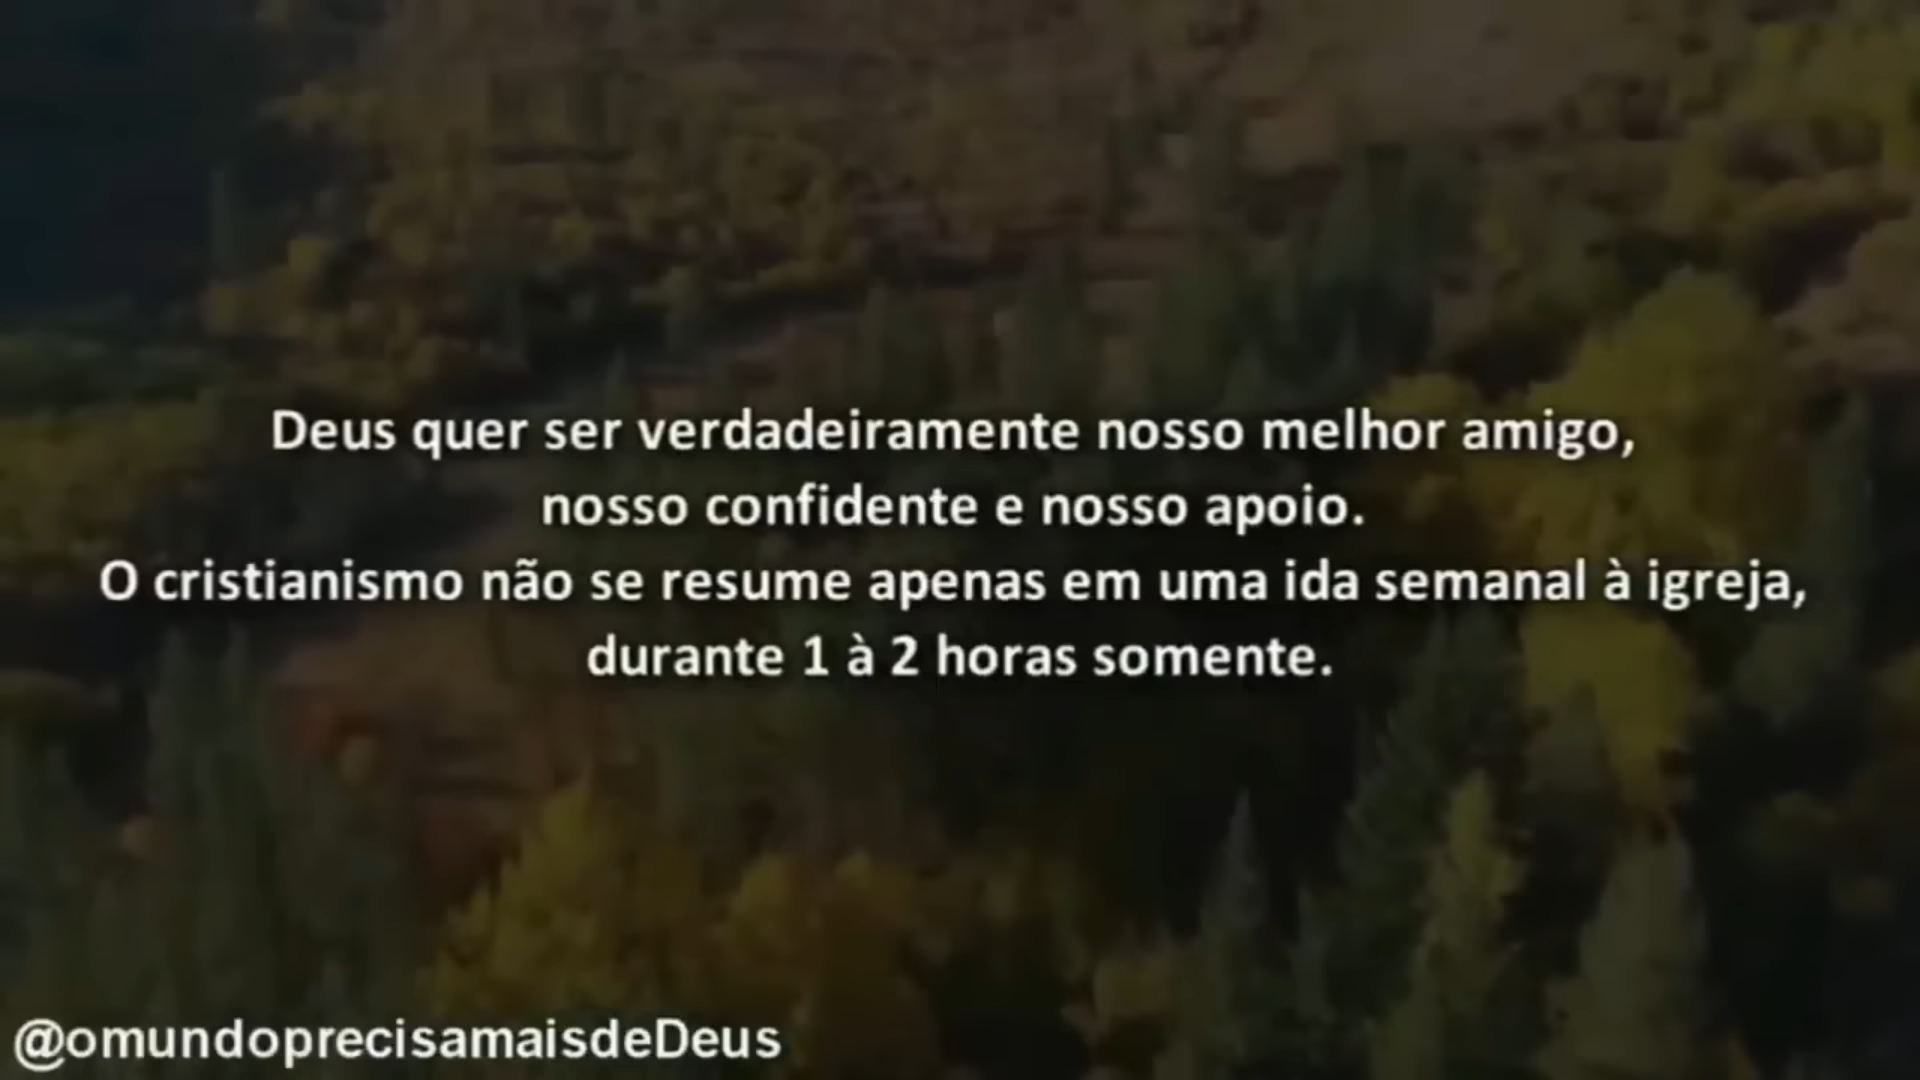 Deus quer ser verdadeiramente nosso melhor amigo,
nosso confidente e nosso apoio.
O cristianismo não se resume apenas em uma ida semanal à igreja,
durante 1 à 2 horas somente.
@omundoprecisamaisdeDeus